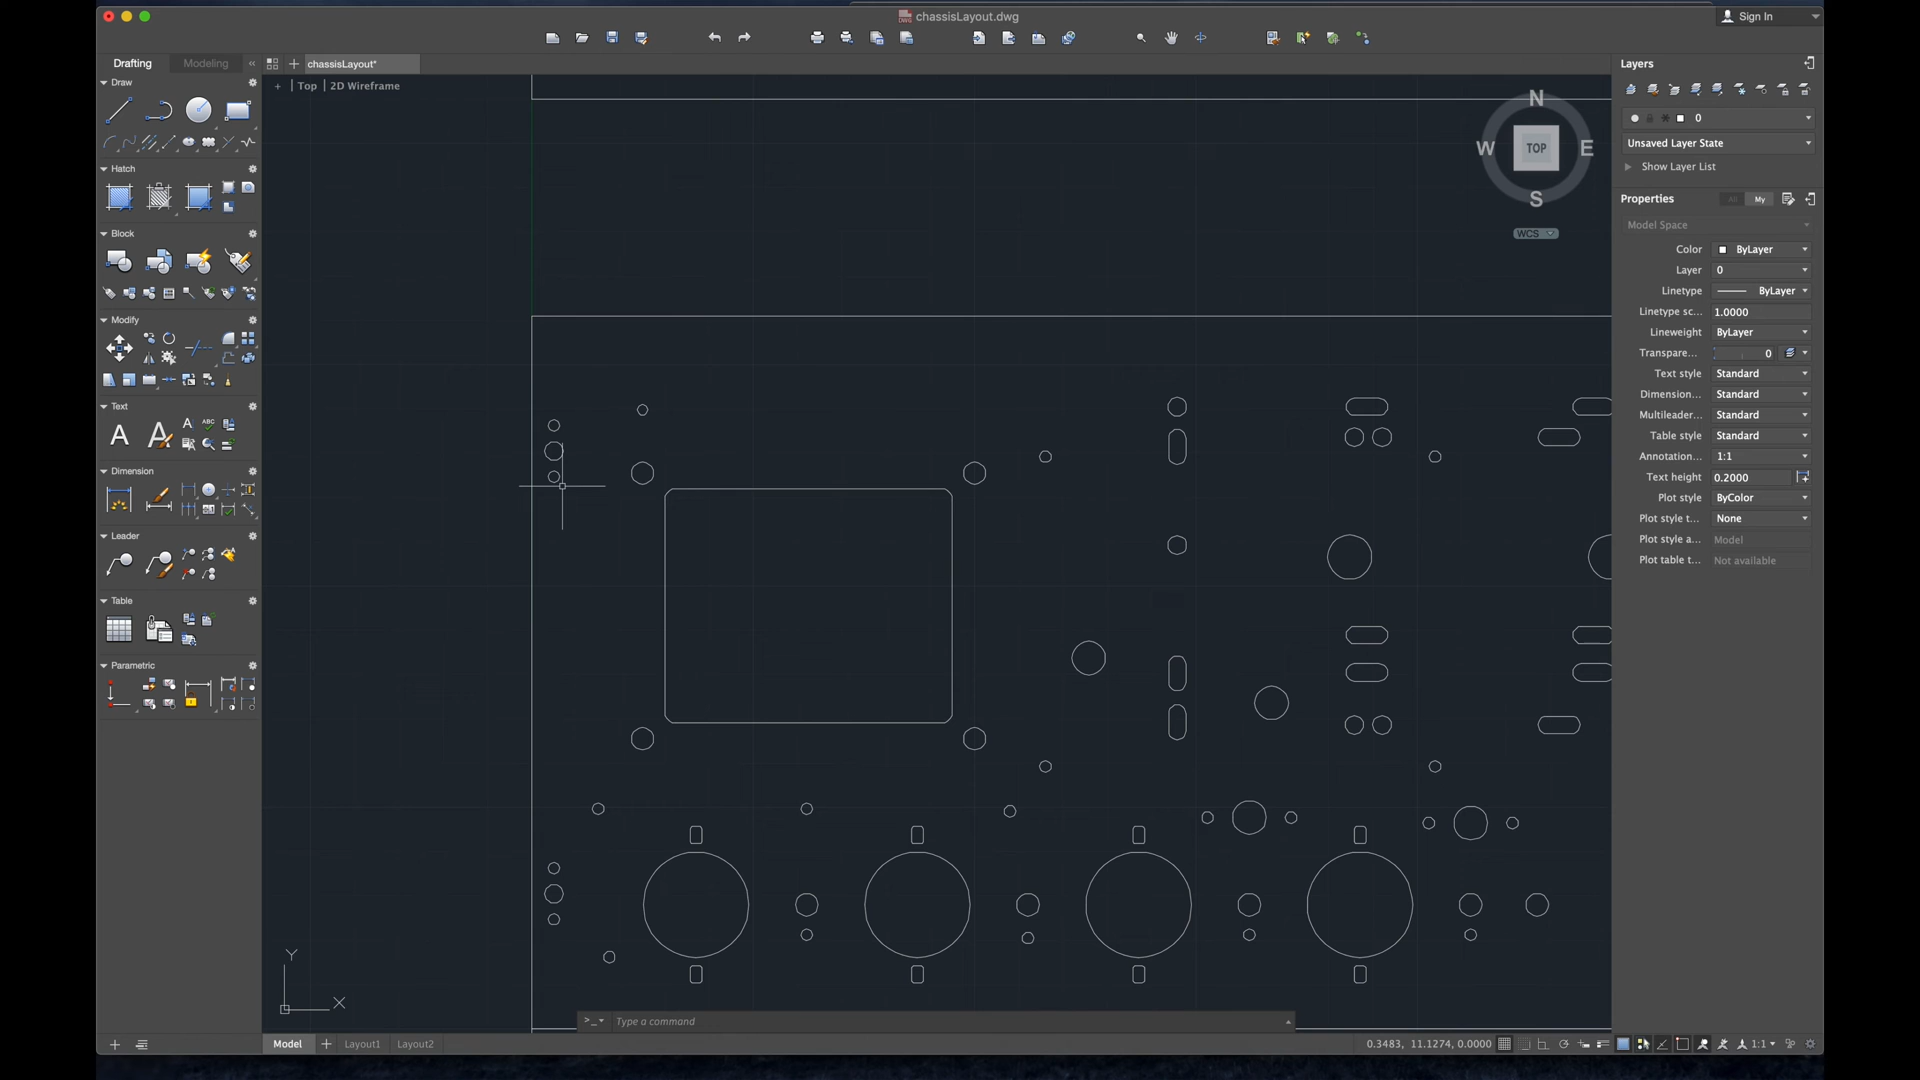 chassisLayout.dwg
Sign In
Drafting
Modeling
chassisLayout*
Layers
Draw
Top
2D Wireframe
N
W
TOP
E
S
WCS
0
Unsaved Layer State
Show Layer List
Hatch
Properties
All
My
Model Space
Block
Color
ByLayer
Layer
0
Linetype
ByLayer
Linetype sc...
1.0000
Modify
Lineweight
ByLayer
Transpare...
0
Text style
Standard
Dimension...
Standard
Text
Multileader...
Standard
Table style
Standard
Annotation...
1:1
Dimension
Text height
0.2000
Plot style
ByColor
Plot style t...
None
Leader
Plot style a...
Model
Plot table t...
Not available
Table
Parametric
Y
X
Type a command
Model
Layout1
Layout2
0.3483, 11.1274, 0.0000
1:1